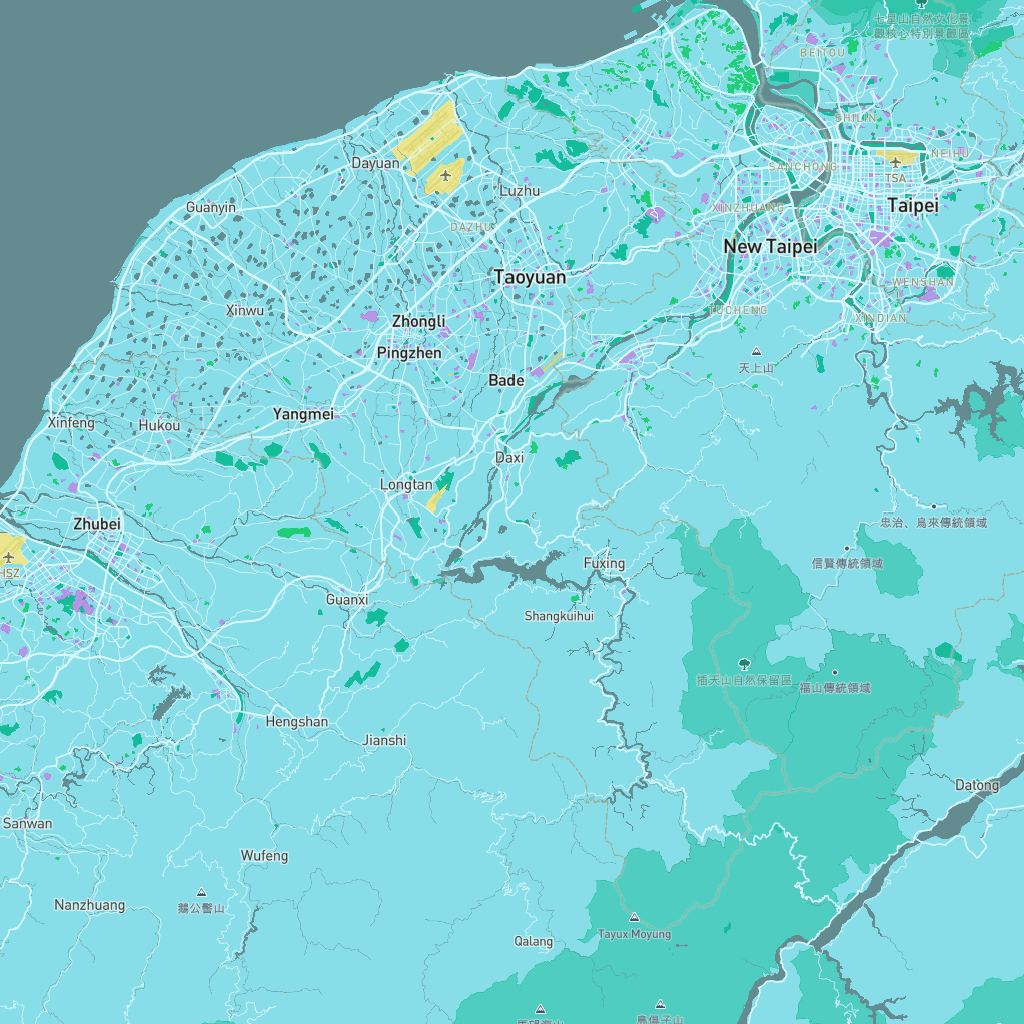 七星山自然文化景
觀核心特別景觀區
BEITOU
SHILIN
NEIHU
Dayuan
SANCHONG
TSA
Luzhu
Guanyin
XINZHUANG
Taipei
DAZHU
New Taipei
Taoyuan
WENSHAN
Xinwu
TUCHENG
XINDIAN
Zhongli
Pingzhen
天上山
Bade
Yangmei
Xinfeng
Hukou
Daxi
Longtan
Zhubei
忠治、烏來傳統領域
信賢傳統領域
HSZ
Fuxing
Guanxi
Shangkuihui
插天山自然保留區
福山傳統領域
Hengshan
Jianshi
Datong
Sanwan
Wufeng
Nanzhuang
鵝公髻山
Tayux Moyung
Qalang